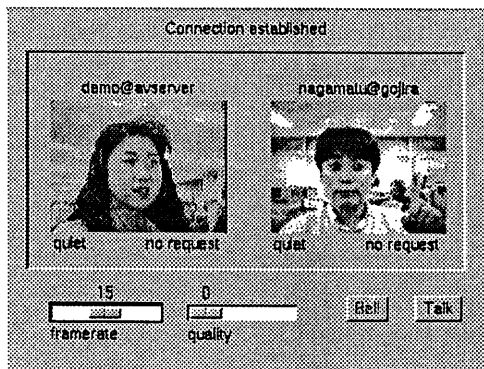 Connection established
demo@avserver nagamatu@gojira
quiet no request quiet no request
15 0
Bell Talk
framerate quality